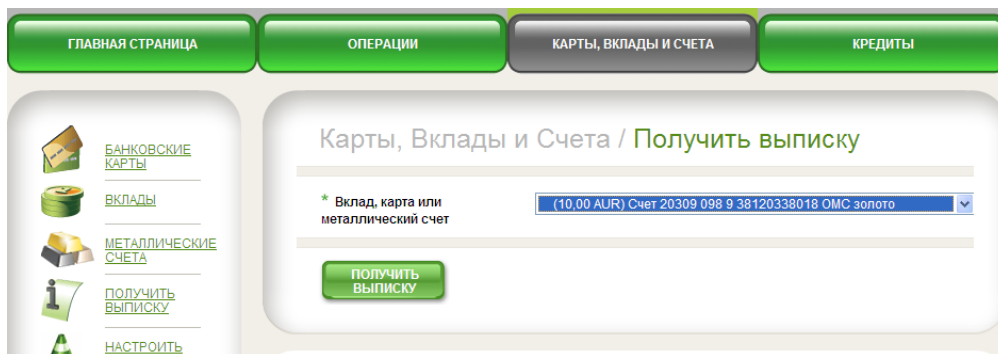 ГЛАВНАЯ СТРАНИЦА
ОПЕРАЦИИ
КАРТЫ, ВКЛАДЫ И СЧЕТА
КРЕДИТЫ
БАНКОВСКИЕ
КАРТЫ
ВКЛАДЫ
МЕТАЛЛИЧЕСКИЕ
СЧЕТА
ПОЛУЧИТЬ
ВЫПИСКУ
НАСТРОИТЬ
Карты, Вклады и Счета / Получить выписку
* Вклад, карта или
металлический счет
(10,00 AUR) Счет 20309 098 9 38120338018 ОМС золото
ПОЛУЧИТЬ
ВЫПИСКУ